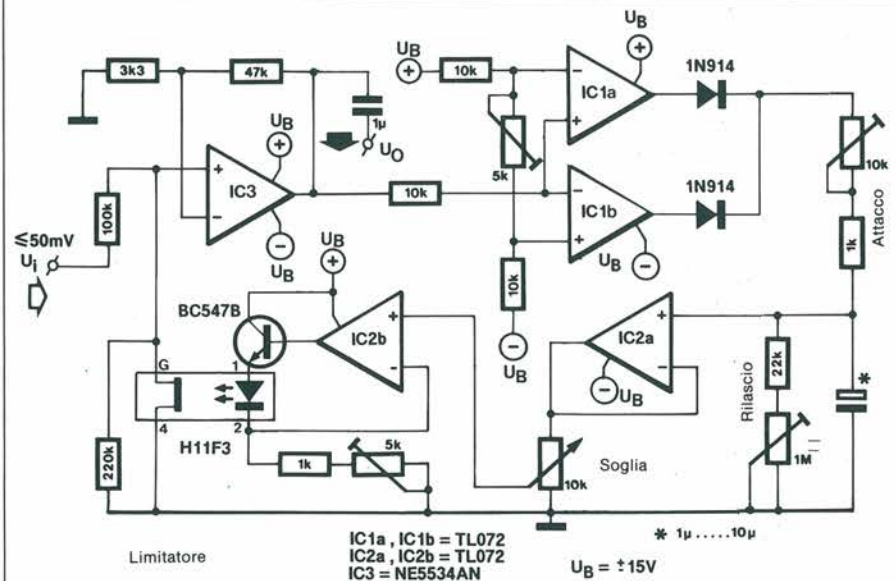 3k3
47k
1µ
U_O
U_B
+
−
U_B
IC3
+
−
100k
≤50mV
U_i
10k
U_B
+
10k
5k
10k
−
U_B
−
+
IC1a
U_B
+
1N914
−
+
IC1b
U_B
−
1N914
10k
Attacco
1k
BC547B
U_B
+
IC2b
+
−
IC2a
+
−
U_B
−
22k
Rilascio
1M
*
G
1
4
2
H11F3
220k
1k
5k
Soglia
10k
* 1µ.....10µ
Limitatore
IC1a, IC1b = TL072
IC2a, IC2b = TL072
IC3 = NE5534AN
U_B = ±15V